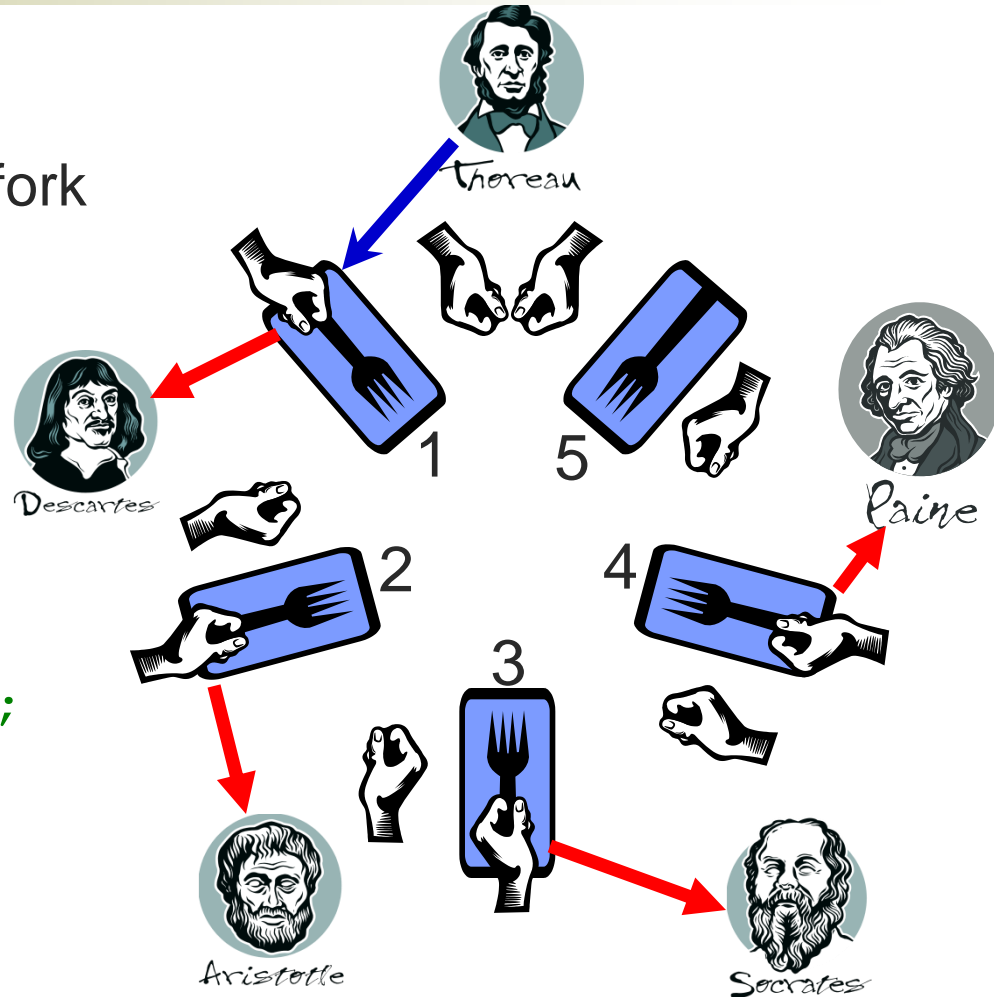 Thoreau
fork
1
5
Descartes
Paine
2
4
3
;
Aristotle
Socrates